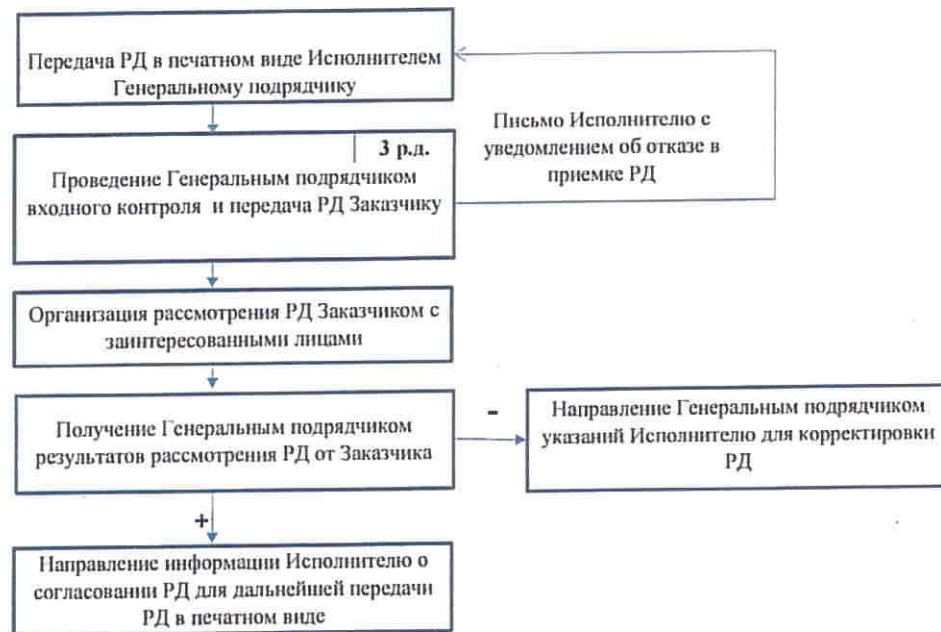 Передача РД в печатном виде Исполнителем
Генеральному подрядчику
Письмо Исполнителю с
уведомлением об отказе в
приемке РД
3 р.д.
Проведение Генеральным подрядчиком
входного контроля и передача РД Заказчику
Организация рассмотрения РД Заказчиком с
заинтересованными лицами
Получение Генеральным подрядчиком
результатов рассмотрения РД от Заказчика
-
Направление Генеральным подрядчиком
указаний Исполнителю для корректировки
РД
+
Направление информации Исполнителю о
согласовании РД для дальнейшей передачи
РД в печатном виде